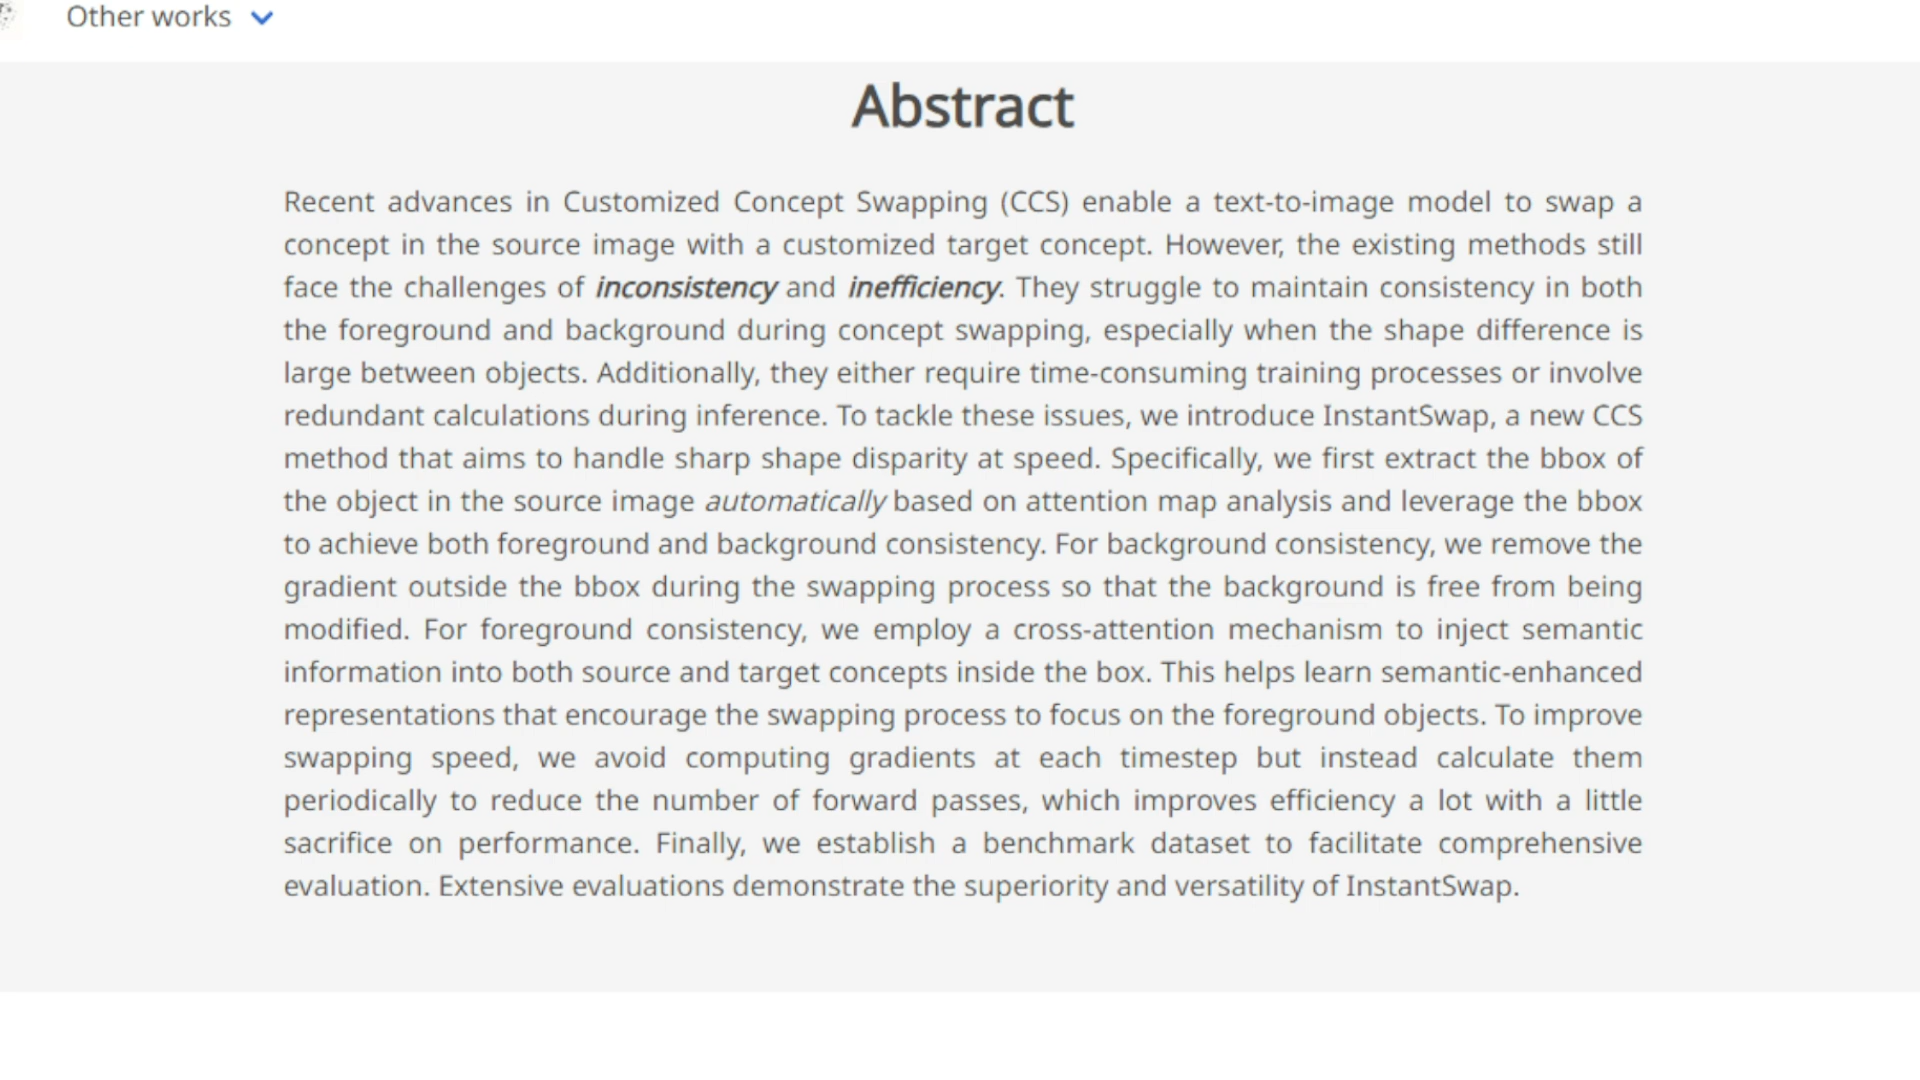 Other works
Abstract
Recent advances in Customized Concept Swapping (CCS) enable a text-to-image model to swap a
concept in the source image with a customized target concept. However, the existing methods still
face the challenges of inconsistency and inefficiency. They struggle to maintain consistency in both
the foreground and background during concept swapping, especially when the shape difference is
large between objects. Additionally, they either require time-consuming training processes or involve
redundant calculations during inference. To tackle these issues, we introduce InstantSwap, a new CCS
method that aims to handle sharp shape disparity at speed. Specifically, we first extract the bbox of
the object in the source image automatically based on attention map analysis and leverage the bbox
to achieve both foreground and background consistency. For background consistency, we remove the
gradient outside the bbox during the swapping process so that the background is free from being
modified. For foreground consistency, we employ a cross-attention mechanism to inject semantic
information into both source and target concepts inside the box. This helps learn semantic-enhanced
representations that encourage the swapping process to focus on the foreground objects. To improve
swapping speed, we avoid computing gradients at each timestep but instead calculate them
periodically to reduce the number of forward passes, which improves efficiency a lot with a little
sacrifice on performance. Finally, we establish a benchmark dataset to facilitate comprehensive
evaluation. Extensive evaluations demonstrate the superiority and versatility of InstantSwap.